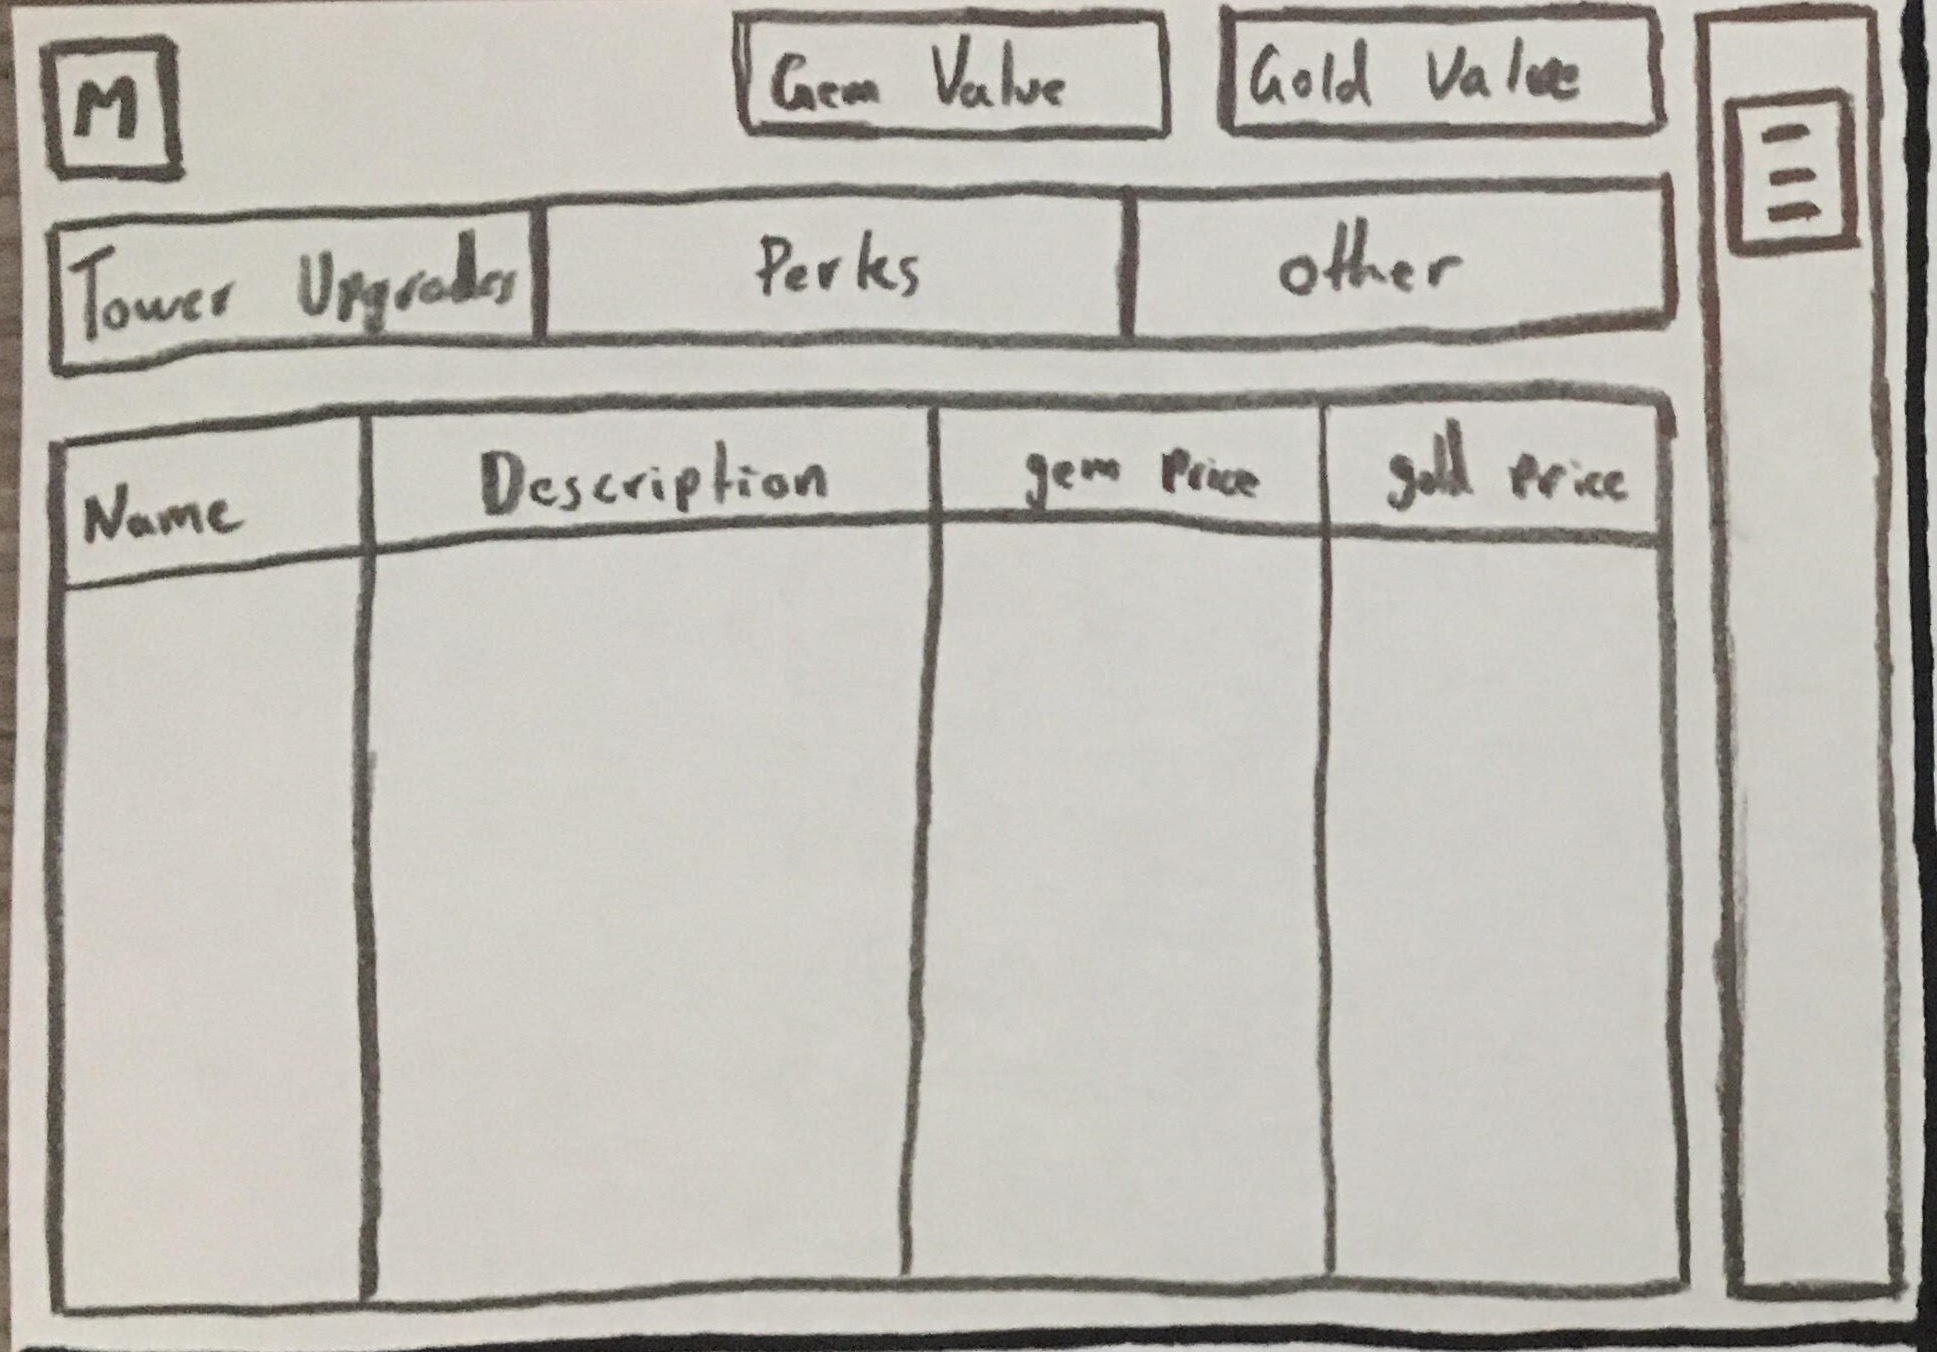 M
Gem Value
Gold Value
Tower Upgrades
Perks
other
Name
Description
gem price
gold price